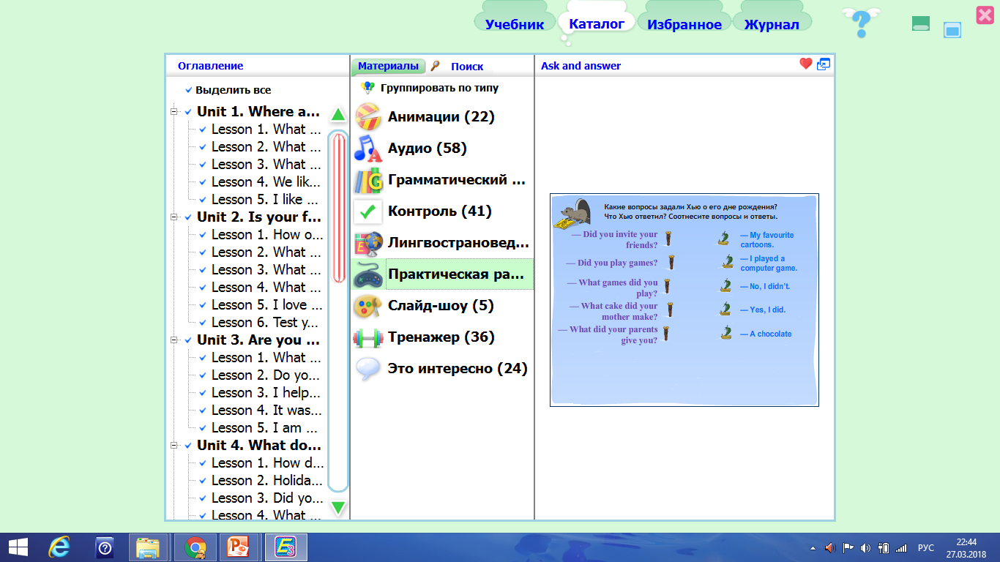 Учебник
Каталог
Избранное
Журнал
Оглавление
Выделить все
Unit 1. Where a...
Lesson 1. What ...
Lesson 2. What ...
Lesson 3. What ...
Lesson 4. We lik...
Lesson 5. I like ...
Unit 2. Is your f...
Lesson 1. How o...
Lesson 2. What ...
Lesson 3. What ...
Lesson 4. What ...
Lesson 5. I love ...
Lesson 6. Test y...
Unit 3. Are you ...
Lesson 1. What ...
Lesson 2. Do yo...
Lesson 3. I help...
Lesson 4. It was...
Lesson 5. I am ...
Unit 4. What do...
Lesson 1. How d...
Lesson 2. Holida...
Lesson 3. Did yo...
Lesson 4. What ...
Материалы
Поиск
Группировать по типу
Анимации (22)
Аудио (58)
Грамматический ...
Контроль (41)
Лингвострановед...
Практическая ра...
Слайд-шоу (5)
Тренажер (36)
Это интересно (24)
Ask and answer
Какие вопросы задали Хью о его дне рождения?
Что Хью ответил? Соотнесите вопросы и ответы.
— Did you invite your
friends?
— Did you play games?
— What games did you
play?
— What cake did your
mother make?
— What did your parents
give you?
— My favourite
cartoons.
— I played a
computer game.
— No, I didn't.
— Yes, I did.
— A chocolate
РУС
22:44
27.03.2018